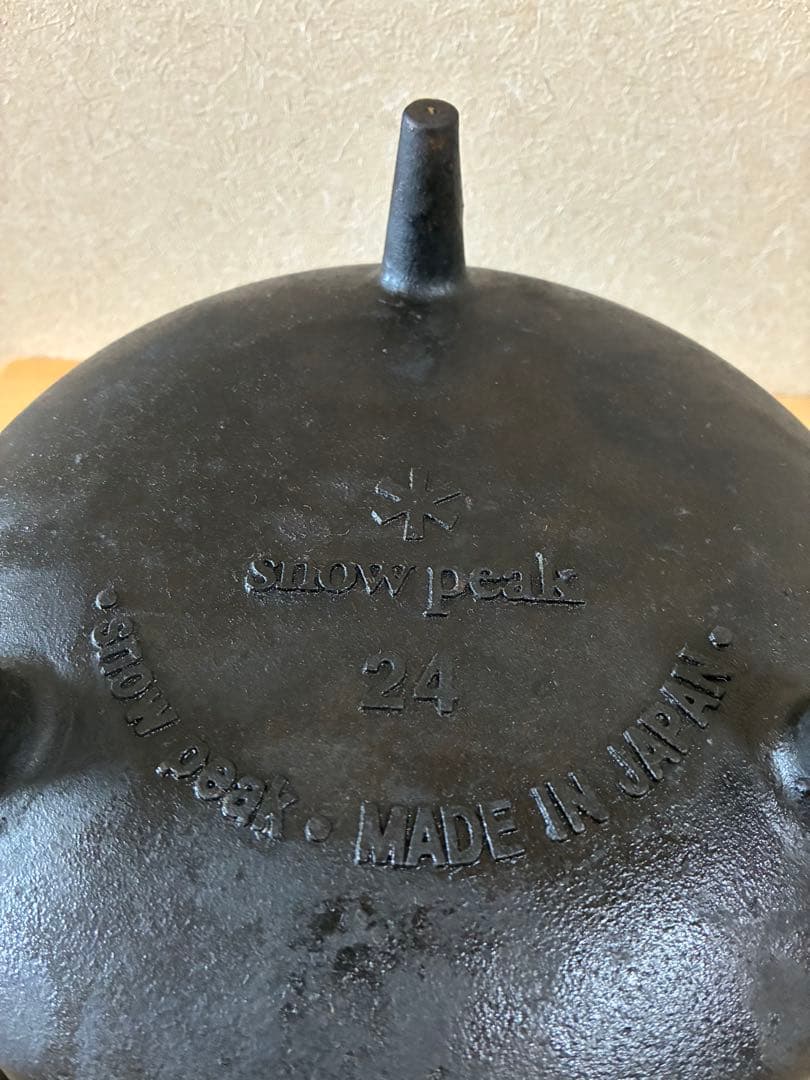 snow peak
24
• snow peak • MADE IN JAPAN •